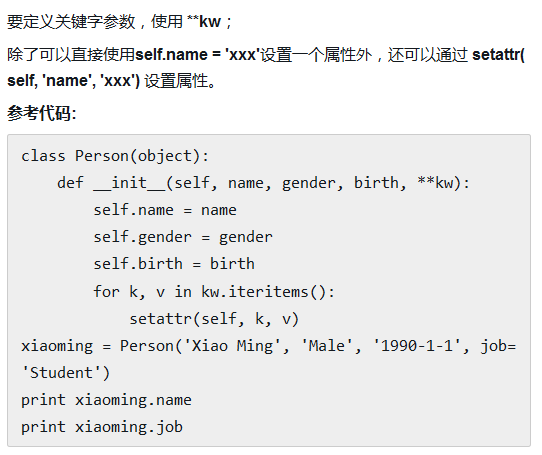 要定义关键字参数，使用 **kw；
除了可以直接使用self.name = 'xxx'设置一个属性外，还可以通过 setattr(
self, 'name', 'xxx') 设置属性。
参考代码:
class Person(object):
    def __init__(self, name, gender, birth, **kw):
        self.name = name
        self.gender = gender
        self.birth = birth
        for k, v in kw.iteritems():
            setattr(self, k, v)
xiaoming = Person('Xiao Ming', 'Male', '1990-1-1', job=
'Student')
print xiaoming.name
print xiaoming.job